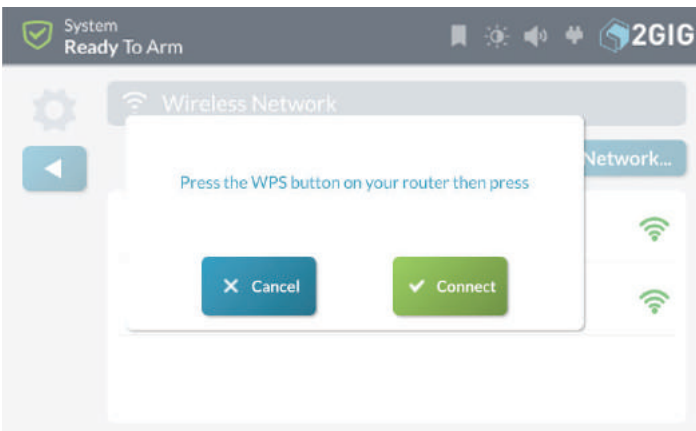 System
Ready To Arm
2GIG
Wireless Network
Network...
Press the WPS button on your router then press
Cancel
Connect